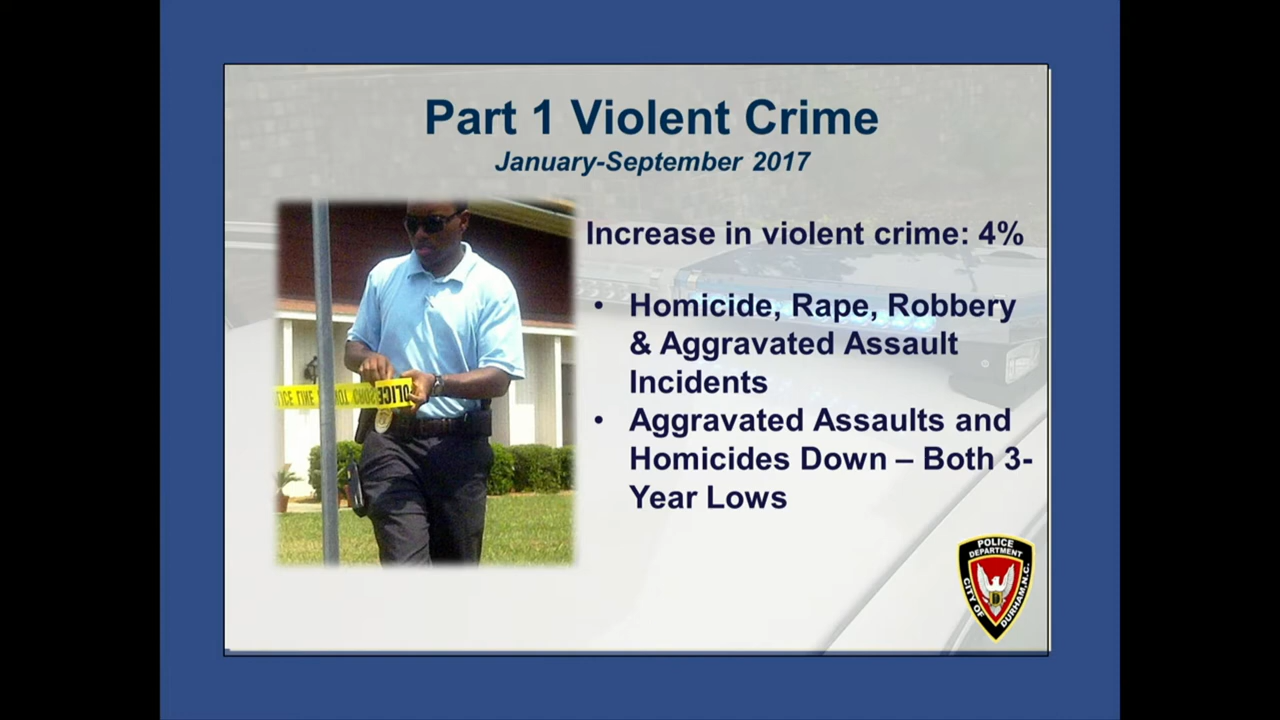 Part 1 Violent Crime
January-September 2017
Increase in violent crime: 4%
• Homicide, Rape, Robbery
& Aggravated Assault
Incidents
• Aggravated Assaults and
Homicides Down – Both 3-
Year Lows
POLICE
POLICE
DEPARTMENT
CITY OF
DURHAM, N.C.